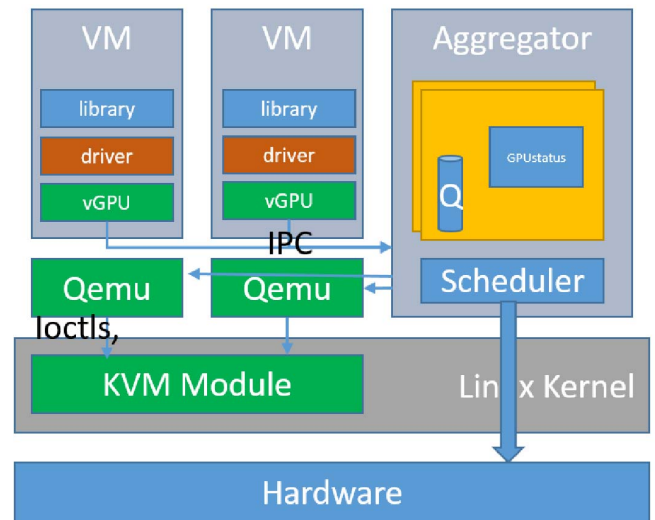 VM
VM
Aggregator
library
library
driver
driver
GPUstatus
vGPU
vGPU
Q
IPC
Qemu
Qemu
Scheduler
Ioctls,
KVM Module
Linux Kernel
Hardware